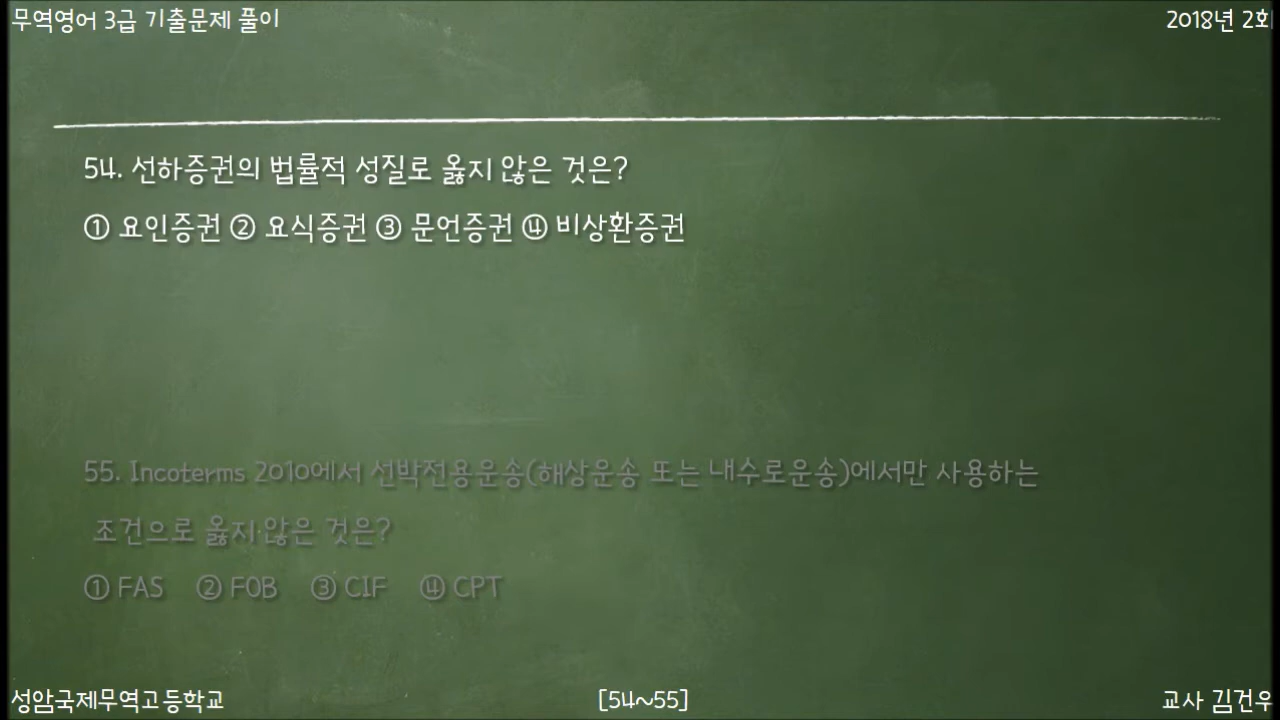 무역영어 3급 기출문제 풀이
2018년 2회
54. 선하증권의 법률적 성질로 옳지 않은 것은?
① 요인증권 ② 요식증권 ③ 문언증권 ④ 비상환증권
55. Incoterms 2010에서 선박전용운송(해상운송 또는 내수로운송)에서만 사용하는
조건으로 옳지 않은 것은?
① FAS ② FOB ③ CIF ④ CPT
성암국제무역고등학교
[54~55]
교사 김건우